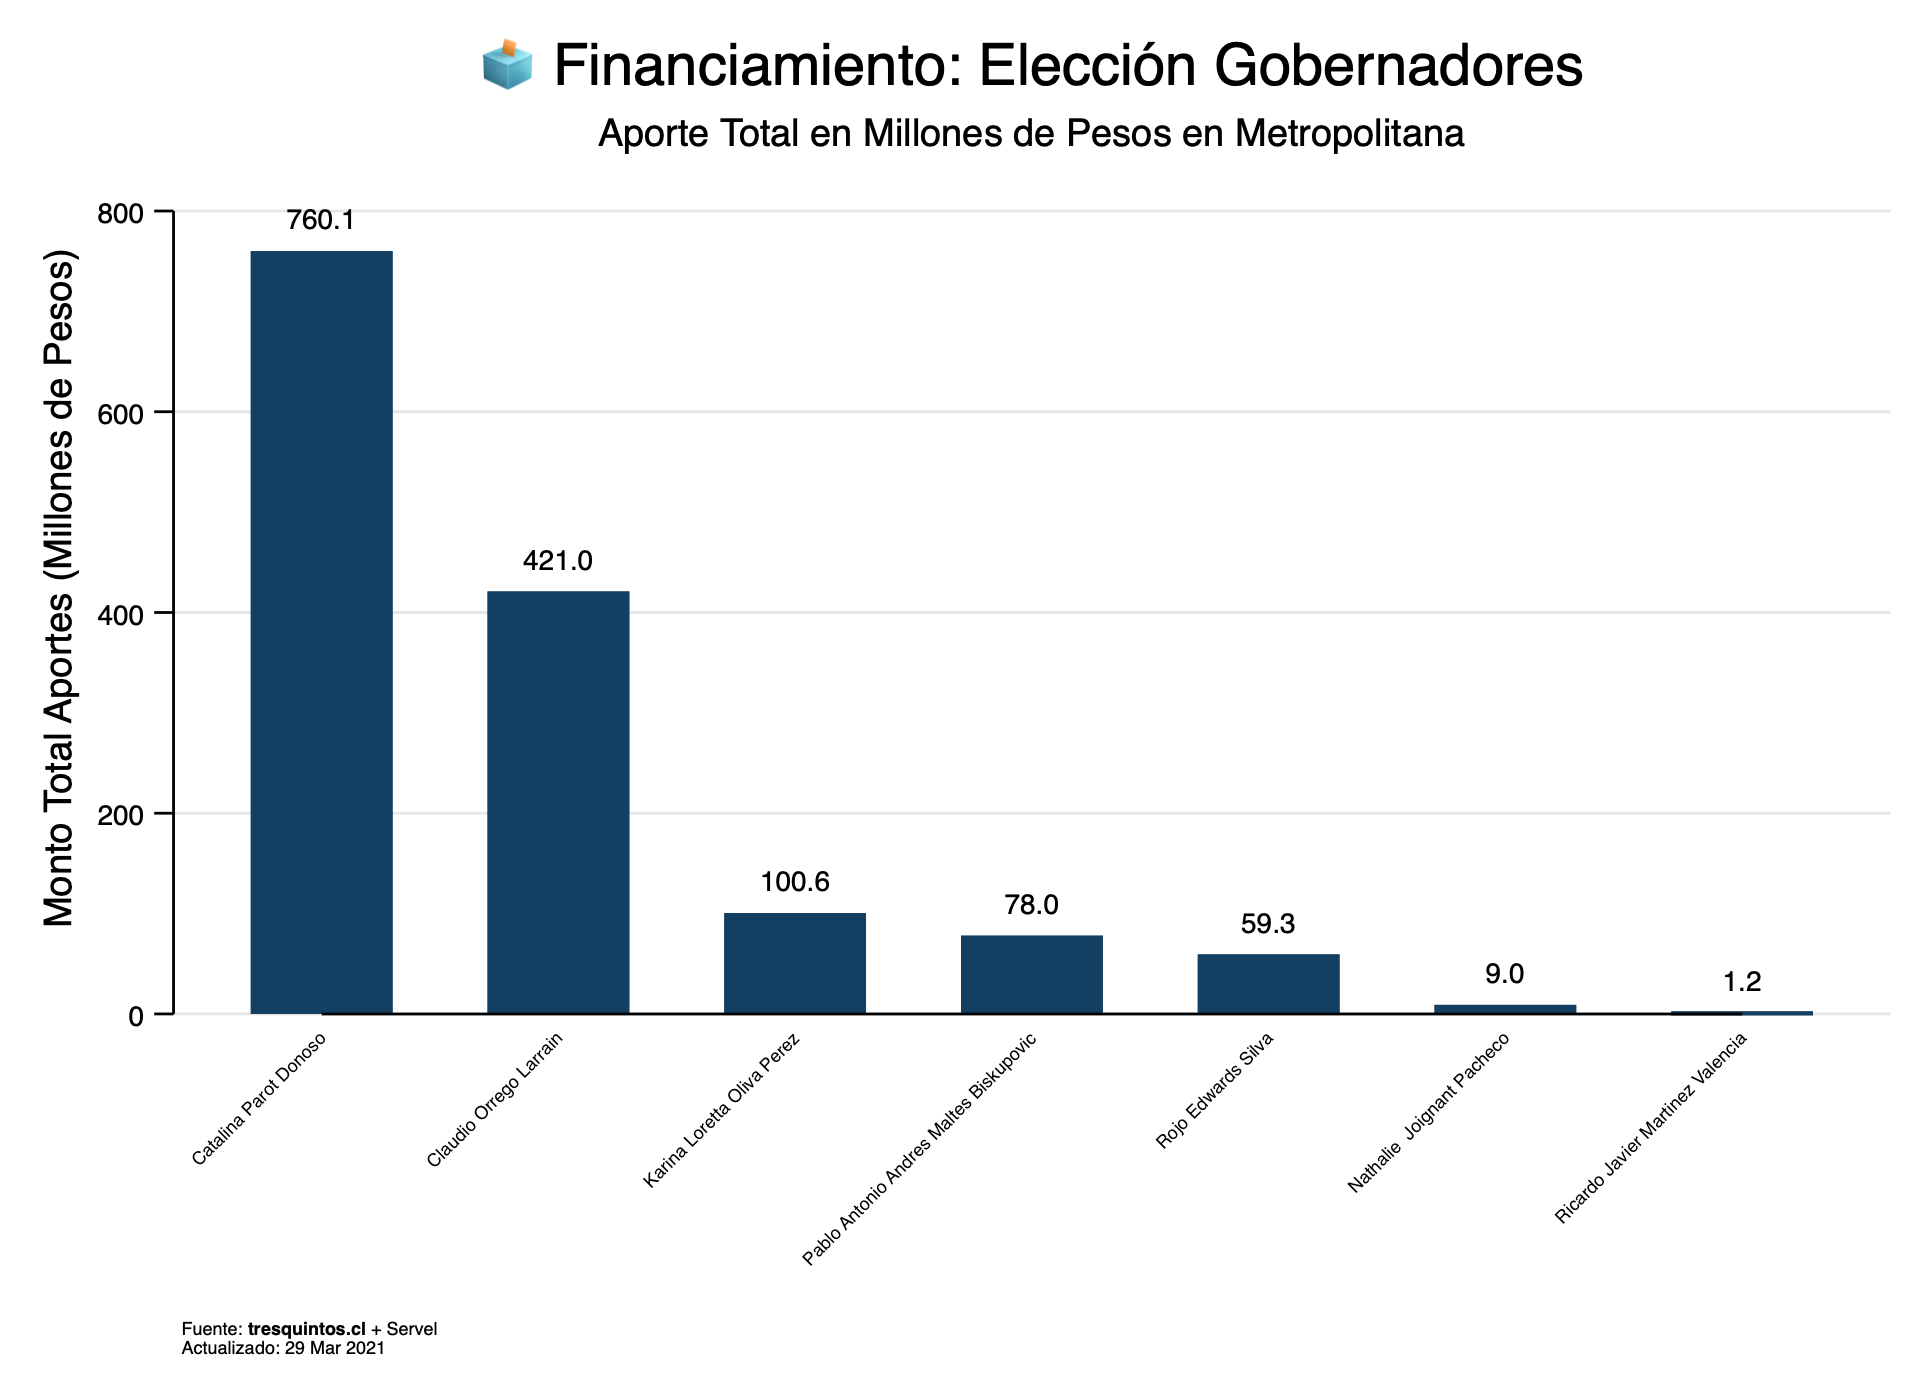 Financiamiento: Elección Gobernadores
Aporte Total en Millones de Pesos en Metropolitana
Monto Total Aportes (Millones de Pesos)
800
600
400
200
0
760.1
421.0
100.6
78.0
59.3
9.0
1.2
Catalina Parot Donoso
Claudio Orrego Larrain
Karina Loretta Oliva Perez
Pablo Antonio Andres Maltes Biskupovic
Rojo Edwards Silva
Nathalie  Joignant Pacheco
Ricardo Javier Martinez Valencia
Fuente: tresquintos.cl + Servel
Actualizado: 29 Mar 2021